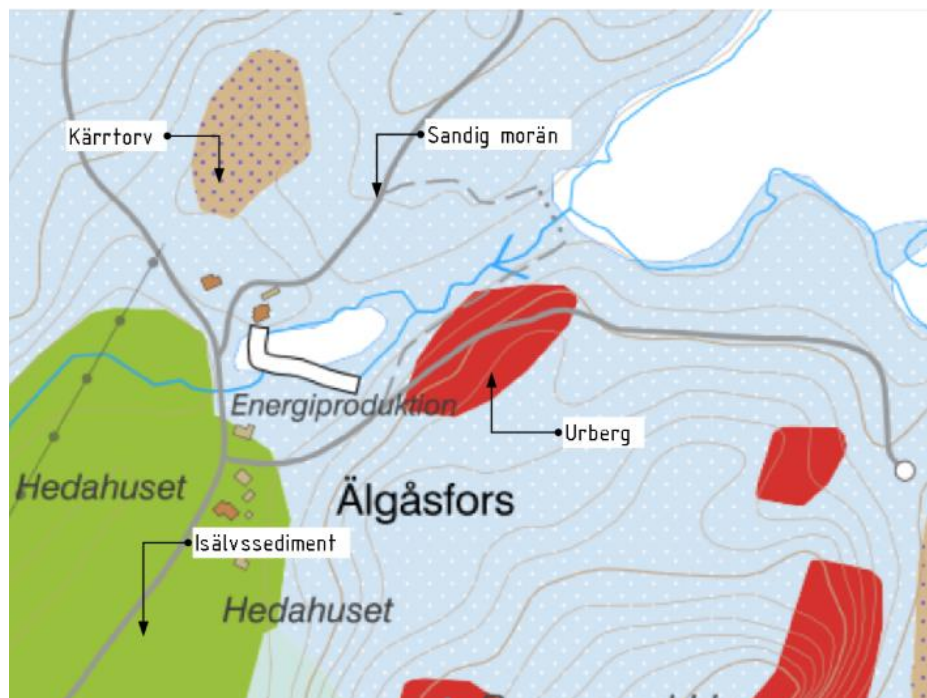 Kärrtorv
Sandig morän
Energiproduktion
Urberg
Hedahuset
Älgåsfors
Isälvssediment
Hedahuset